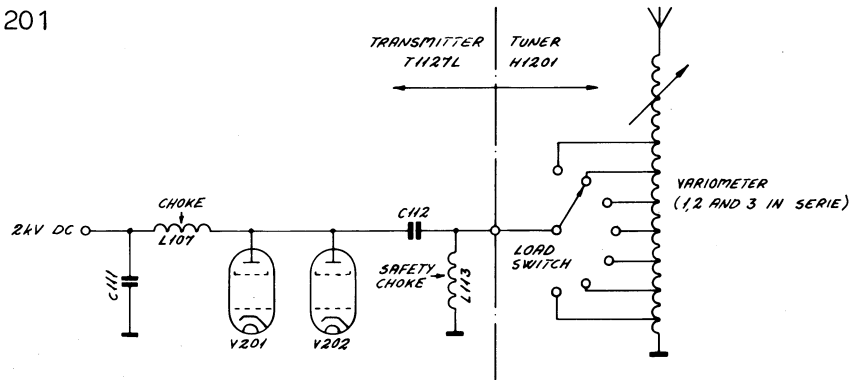 201
TRANSMITTER TUNER
T1127L H1201
CHOKE
2kV DC
L107
C111
V201
V202
C112
SAFETY
CHOKE
L113
LOAD
SWITCH
VARIOMETER
(1,2 AND 3 IN SERIE)